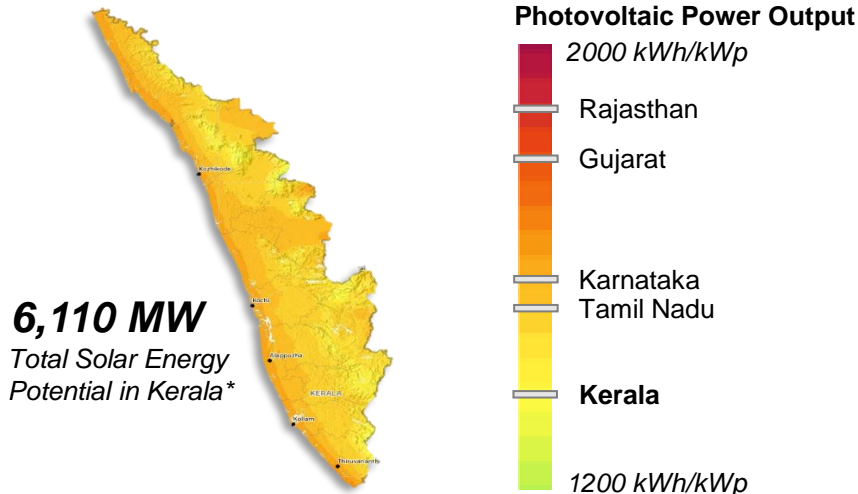 Photovoltaic Power Output
2000 kWh/kWp
Rajasthan
Gujarat
Karnataka
Tamil Nadu
Kerala
1200 kWh/kWp
6,110 MW
Total Solar Energy
Potential in Kerala*
Kozhikode
Kochi
Alappuzha
KERALA
Kollam